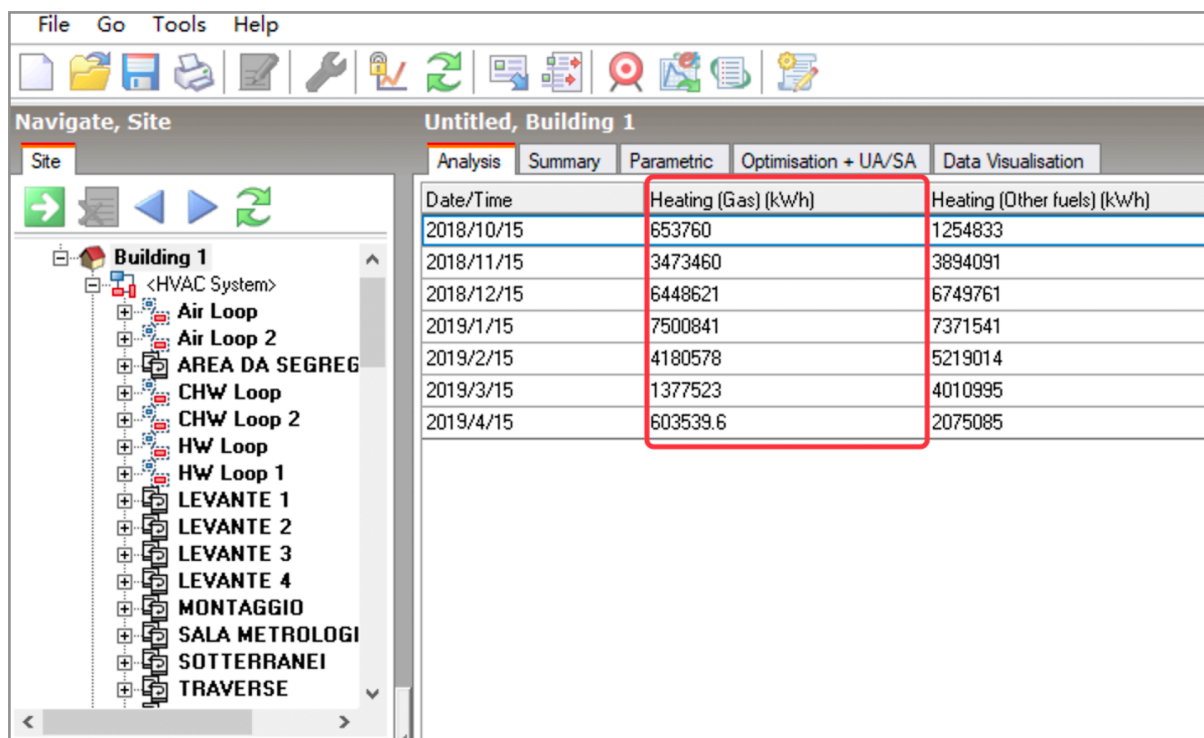 File Go Tools Help
Navigate, Site
Site
Building 1
<HVAC System>
Air Loop
Air Loop 2
AREA DA SEGREG
CHW Loop
CHW Loop 2
HW Loop
HW Loop 1
LEVANTE 1
LEVANTE 2
LEVANTE 3
LEVANTE 4
MONTAGGIO
SALA METROLOGI
SOTTERRANEI
TRAVERSE
Untitled, Building 1
Analysis Summary Parametric Optimisation + UA/SA Data Visualisation
Date/Time Heating (Gas) (kWh) Heating (Other fuels) (kWh)
2018/10/15 653760 1254833
2018/11/15 3473460 3894091
2018/12/15 6448621 6749761
2019/1/15 7500841 7371541
2019/2/15 4180578 5219014
2019/3/15 1377523 4010995
2019/4/15 603539.6 2075085